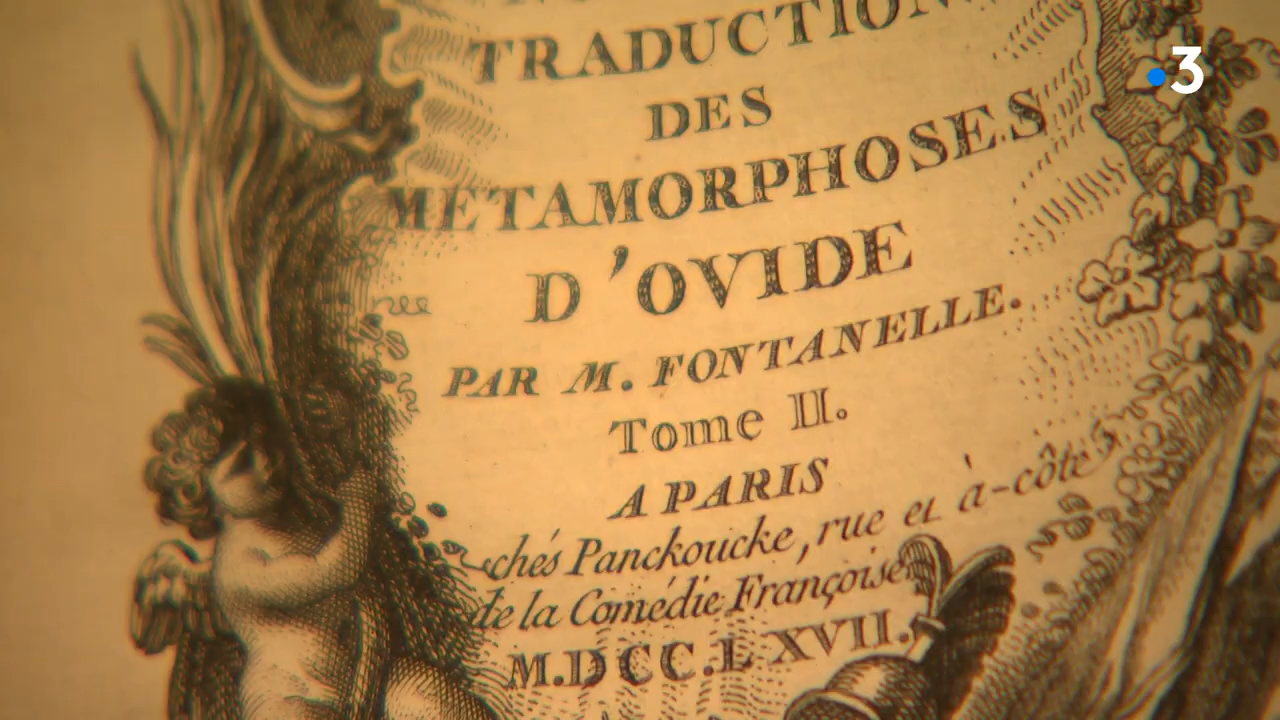 TRADUCTION
DES
METAMORPHOSES
D'OVIDE
PAR M. FONTANELLE.
Tome II.
A PARIS
chés Panckoucke, rue et à-côté
de la Comédie Françoise
M.DCC.LXVII.
3